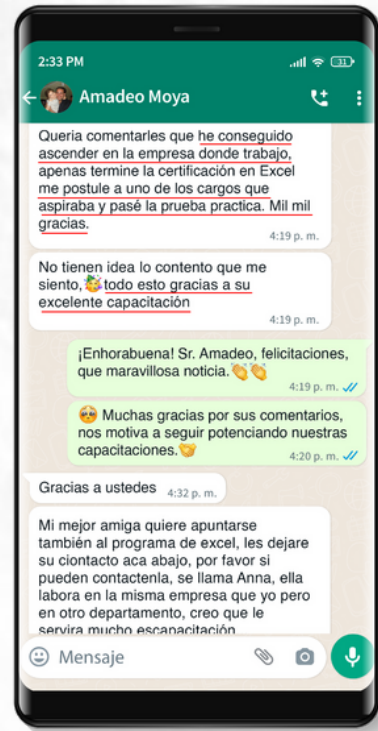 2:33 PM
31
Amadeo Moya
Queria comentarles que he conseguido
ascender en la empresa donde trabajo,
apenas termine la certificación en Excel
me postule a uno de los cargos que
aspiraba y pasé la prueba practica. Mil mil
gracias.
4:19 p. m.
No tienen idea lo contento que me
siento,🥳todo esto gracias a su
excelente capacitación
4:19 p. m.
¡Enhorabuena! Sr. Amadeo, felicitaciones,
que maravillosa noticia.👏👏
4:19 p. m.
🥺 Muchas gracias por sus comentarios,
nos motiva a seguir potenciando nuestras
capacitaciones.🤝
4:20 p. m.
Gracias a ustedes
4:32 p. m.
Mi mejor amiga quiere apuntarse
también al programa de excel, les dejare
su ciontacto aca abajo, por favor si
pueden contactenla, se llama Anna, ella
labora en la misma empresa que yo pero
en otro departamento, creo que le
servira mucho escapacitación
Mensaje